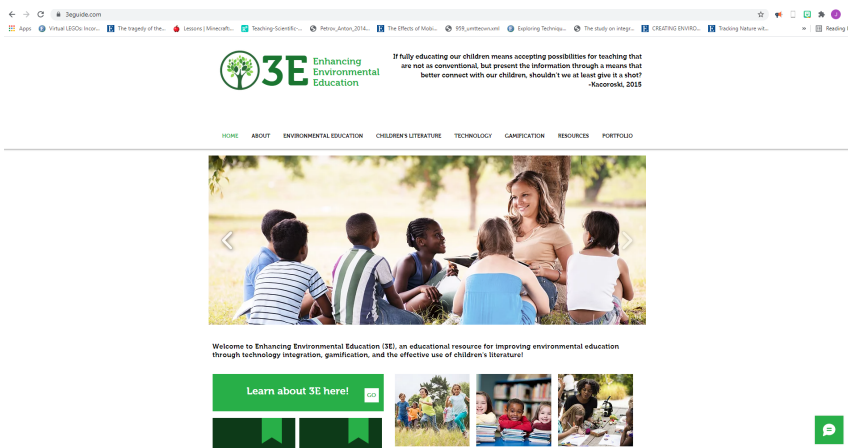 3eguide.com
Apps
Virtual LEGOs: Incor...
The tragedy of the...
Lessons | Minecraft...
Teaching-Scientific-...
Petrov_Anton_2014...
The Effects of Mobi...
Exploring Techniqu...
The study on integr...
CREATING ENVIRO...
Tracking Nature wit...
»
Reading
3E
Enhancing
Environmental
Education
If fully educating our children means accepting possibilities for teaching that
are not as conventional, but present the information through a means that
better connect with our children, shouldn't we at least give it a shot?
-Kacoroski, 2015
HOME ABOUT ENVIRONMENTAL EDUCATION CHILDREN'S LITERATURE TECHNOLOGY GAMIFICATION RESOURCES PORTFOLIO
Welcome to Enhancing Environmental Education (3E), an educational resource for improving environmental education
through technology integration, gamification, and the effective use of children's literature!
Learn about 3E here!
GO